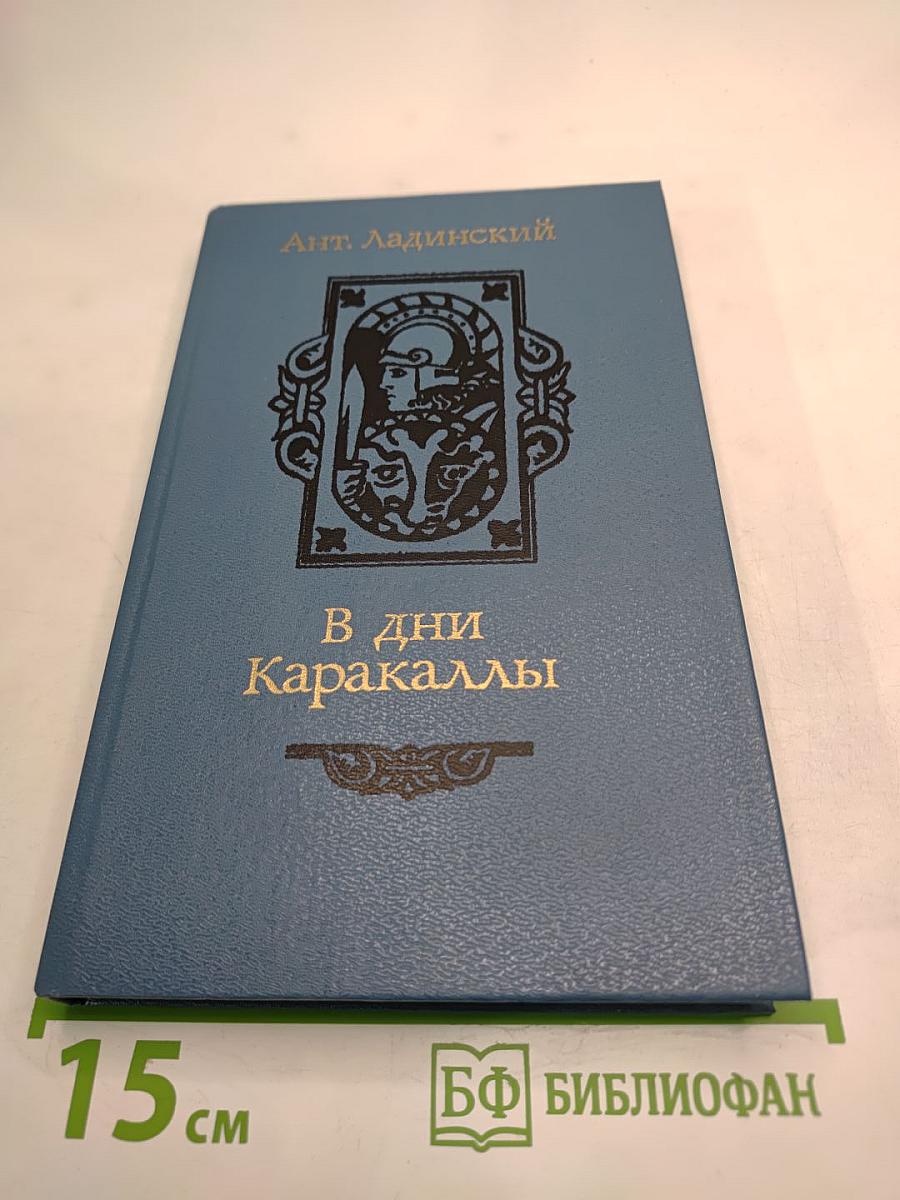 Ант. Ладинский
В дни
Каракаллы
15 см
БФ БИБЛИОФАН